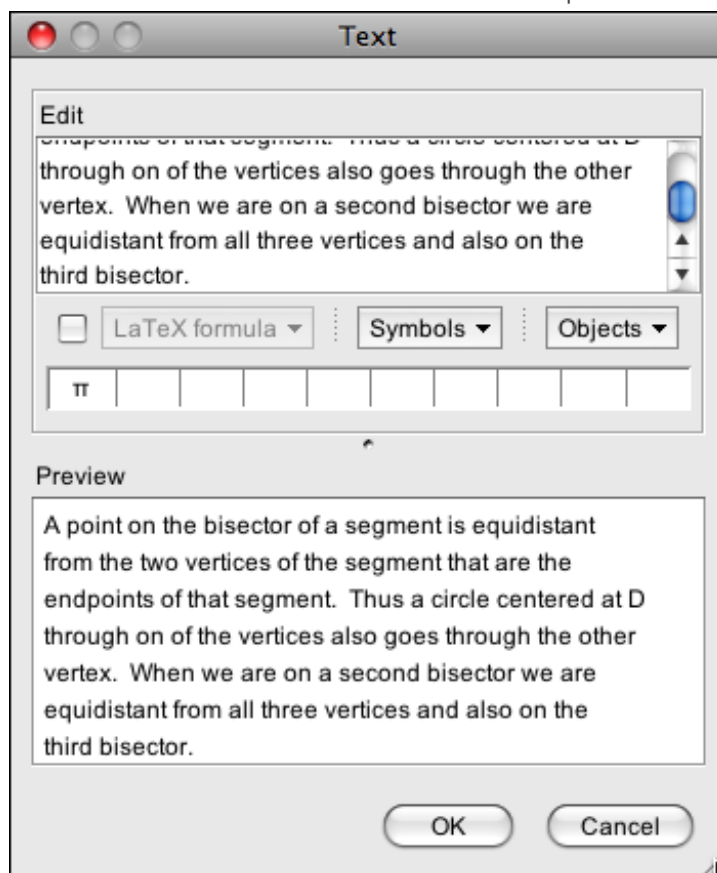 Text
Edit
endpoints of that segment.  Thus a circle centered at D
through on of the vertices also goes through the other
vertex.  When we are on a second bisector we are
equidistant from all three vertices and also on the
third bisector.
LaTeX formula Symbols Objects
π
Preview
A point on the bisector of a segment is equidistant
from the two vertices of the segment that are the
endpoints of that segment.  Thus a circle centered at D
through on of the vertices also goes through the other
vertex.  When we are on a second bisector we are
equidistant from all three vertices and also on the
third bisector.
OK Cancel